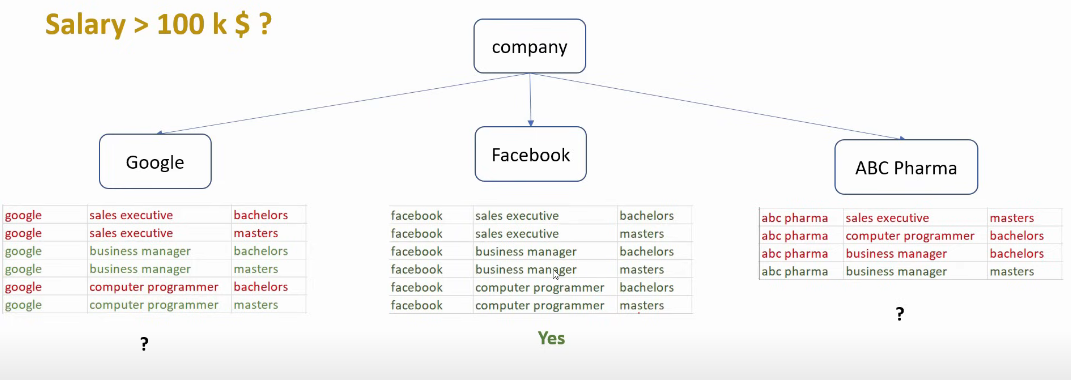 Salary > 100 k $ ?
company
Google
Facebook
ABC Pharma
google sales executive bachelors
google sales executive masters
google business manager bachelors
google business manager masters
google computer programmer bachelors
google computer programmer masters
?
facebook sales executive bachelors
facebook sales executive masters
facebook business manager bachelors
facebook business manager masters
facebook computer programmer bachelors
facebook computer programmer masters
Yes
abc pharma sales executive masters
abc pharma computer programmer bachelors
abc pharma business manager bachelors
abc pharma business manager masters
?